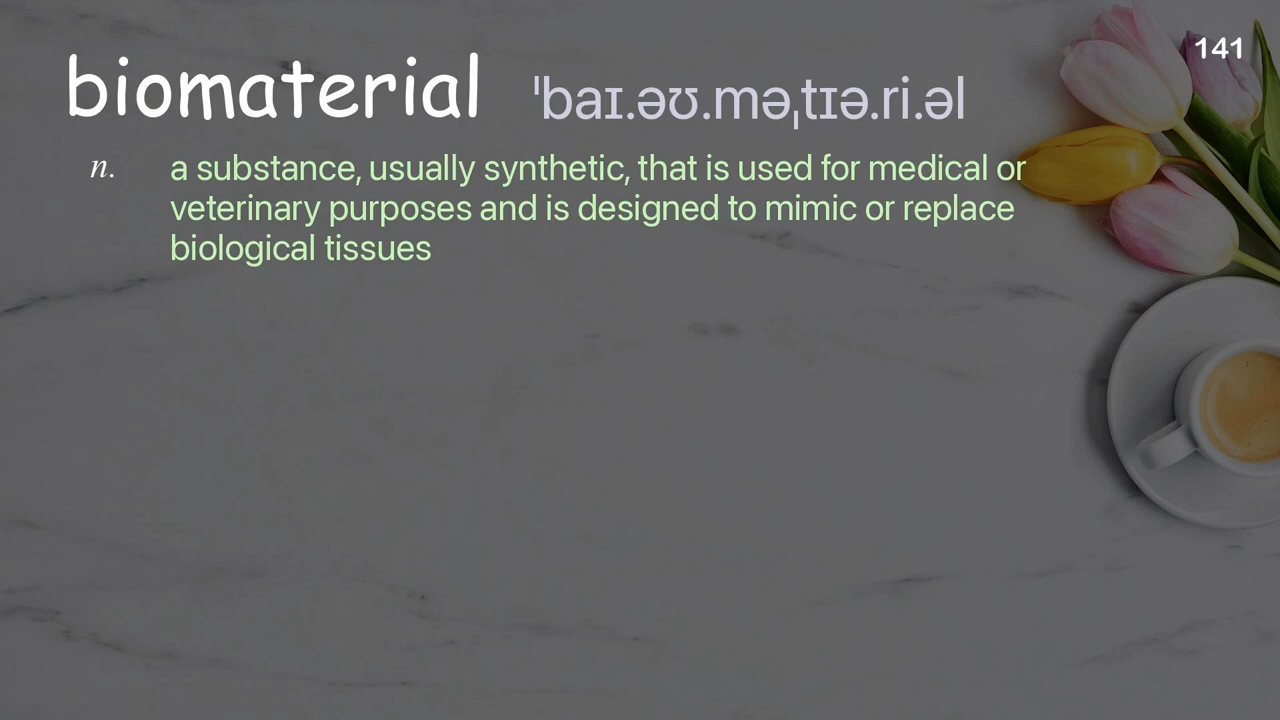 141
biomaterial ˈbaɪ.əʊ.məˌtɪə.ri.əl
n. a substance, usually synthetic, that is used for medical or
veterinary purposes and is designed to mimic or replace
biological tissues